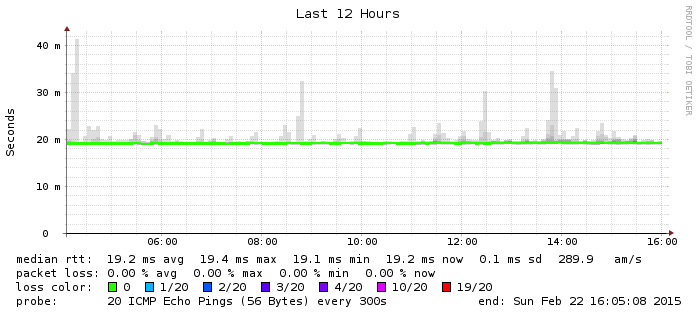 Last 12 Hours
RRDTOOL / TOBI OETIKER
Seconds
40 m
30 m
20 m
10 m
0
06:00 08:00 10:00 12:00 14:00 16:00
median rtt: 19.2 ms avg 19.4 ms max 19.1 ms min 19.2 ms now 0.1 ms sd 289.9 am/s
packet loss: 0.00 % avg 0.00 % max 0.00 % min 0.00 % now
loss color: 0 1/20 2/20 3/20 4/20 10/20 19/20
probe: 20 ICMP Echo Pings (56 Bytes) every 300s end: Sun Feb 22 16:05:08 2015